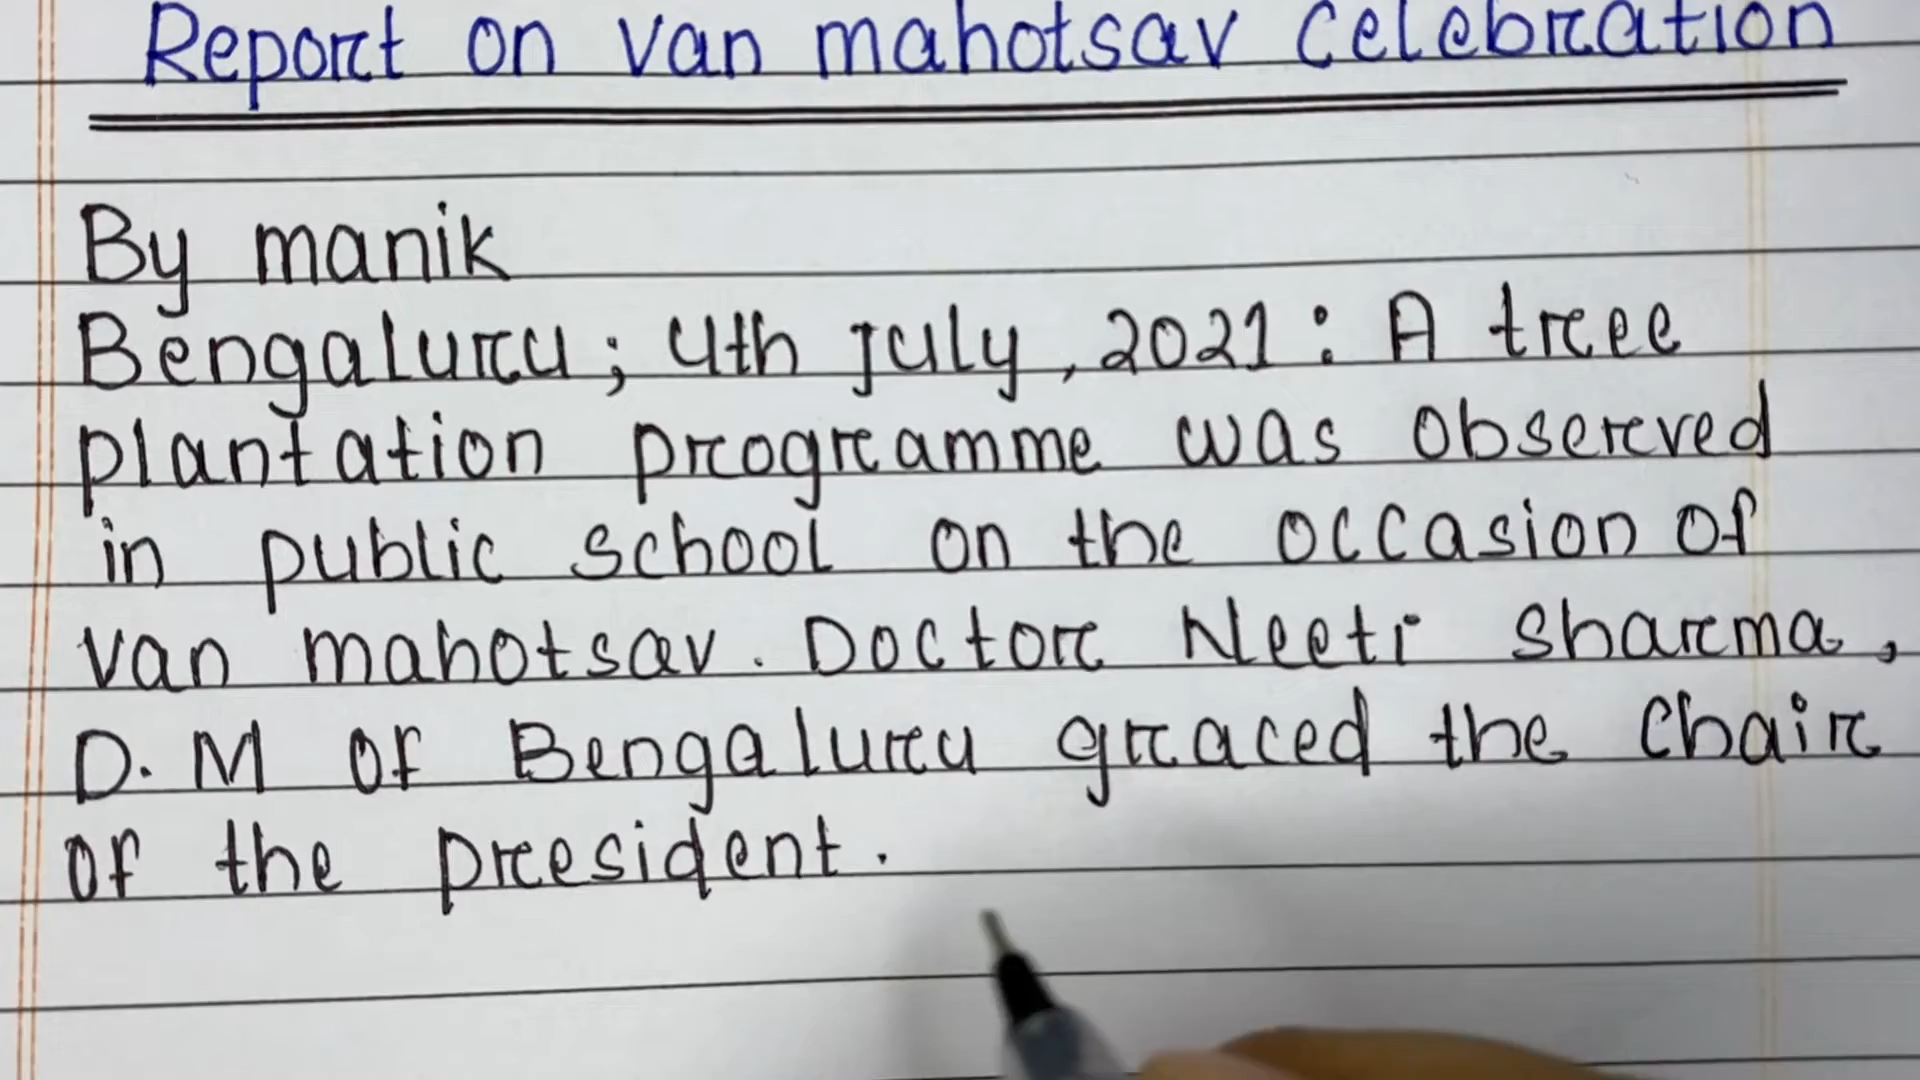 Report on van mahotsav celebration
By manik
Bengaluru; 4th july, 2021: A tree
plantation programme was observed
in public school on the occasion of
van mahotsav. Doctor Neeti sharma,
D.M of Bengaluru graced the chair
of the president.